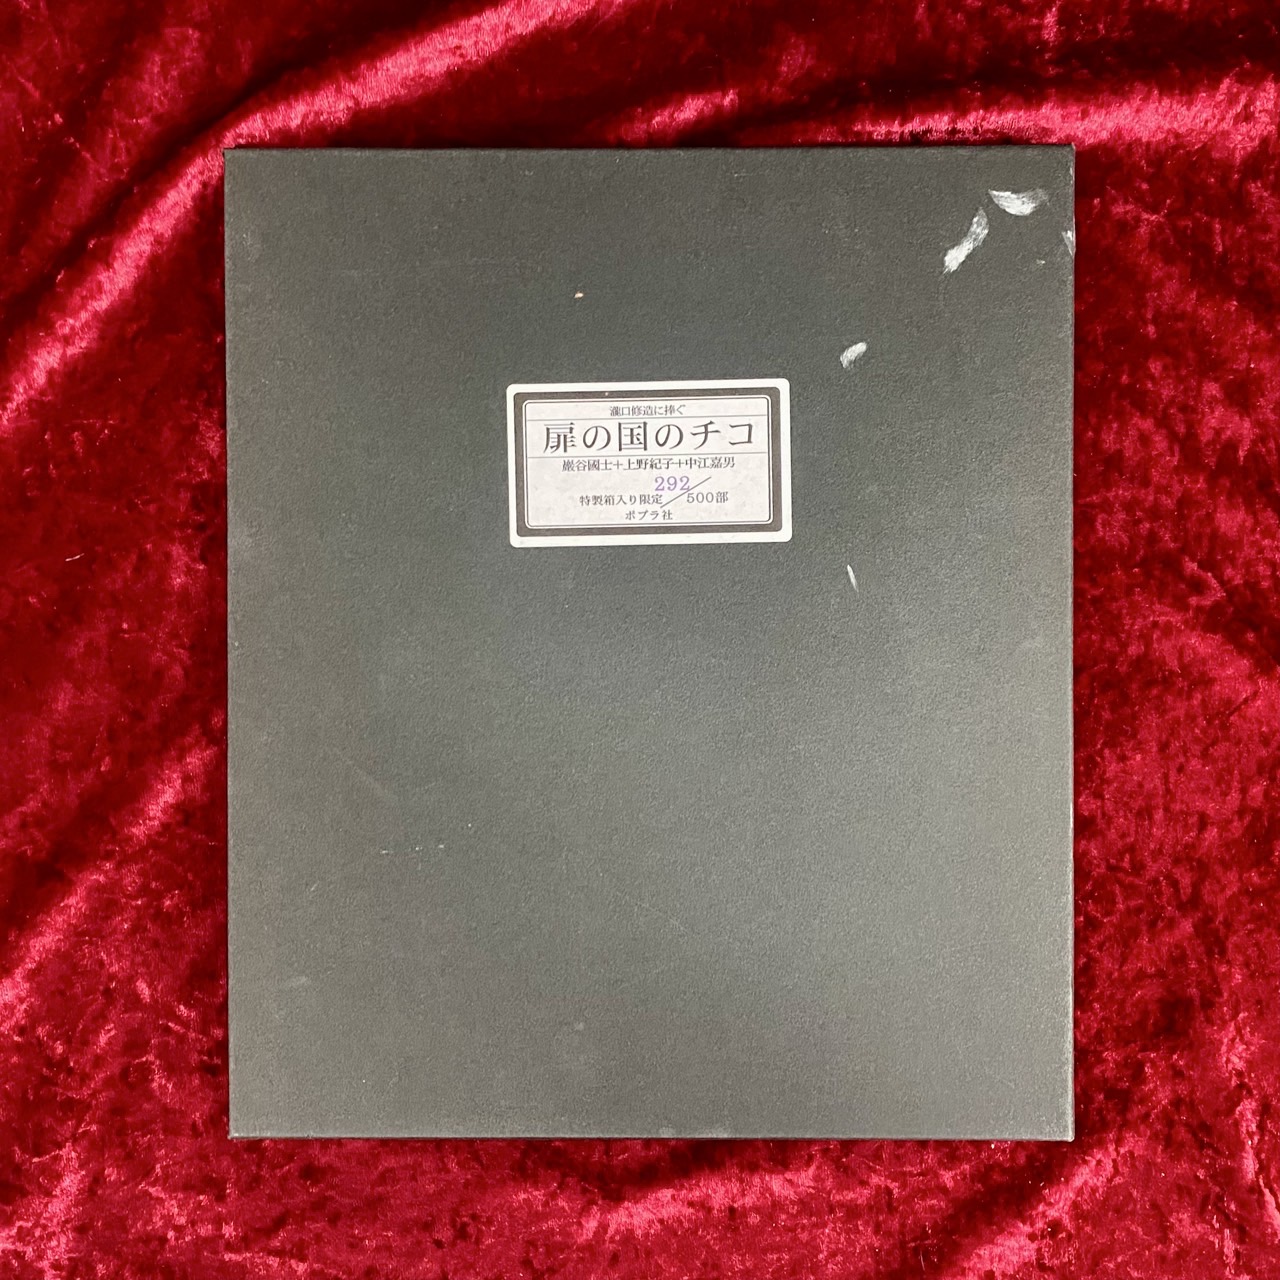 瀧口修造に捧ぐ
扉の国のチコ
巖谷國士＋上野紀子＋中江嘉男
292
特製箱入り限定／500部
ポプラ社